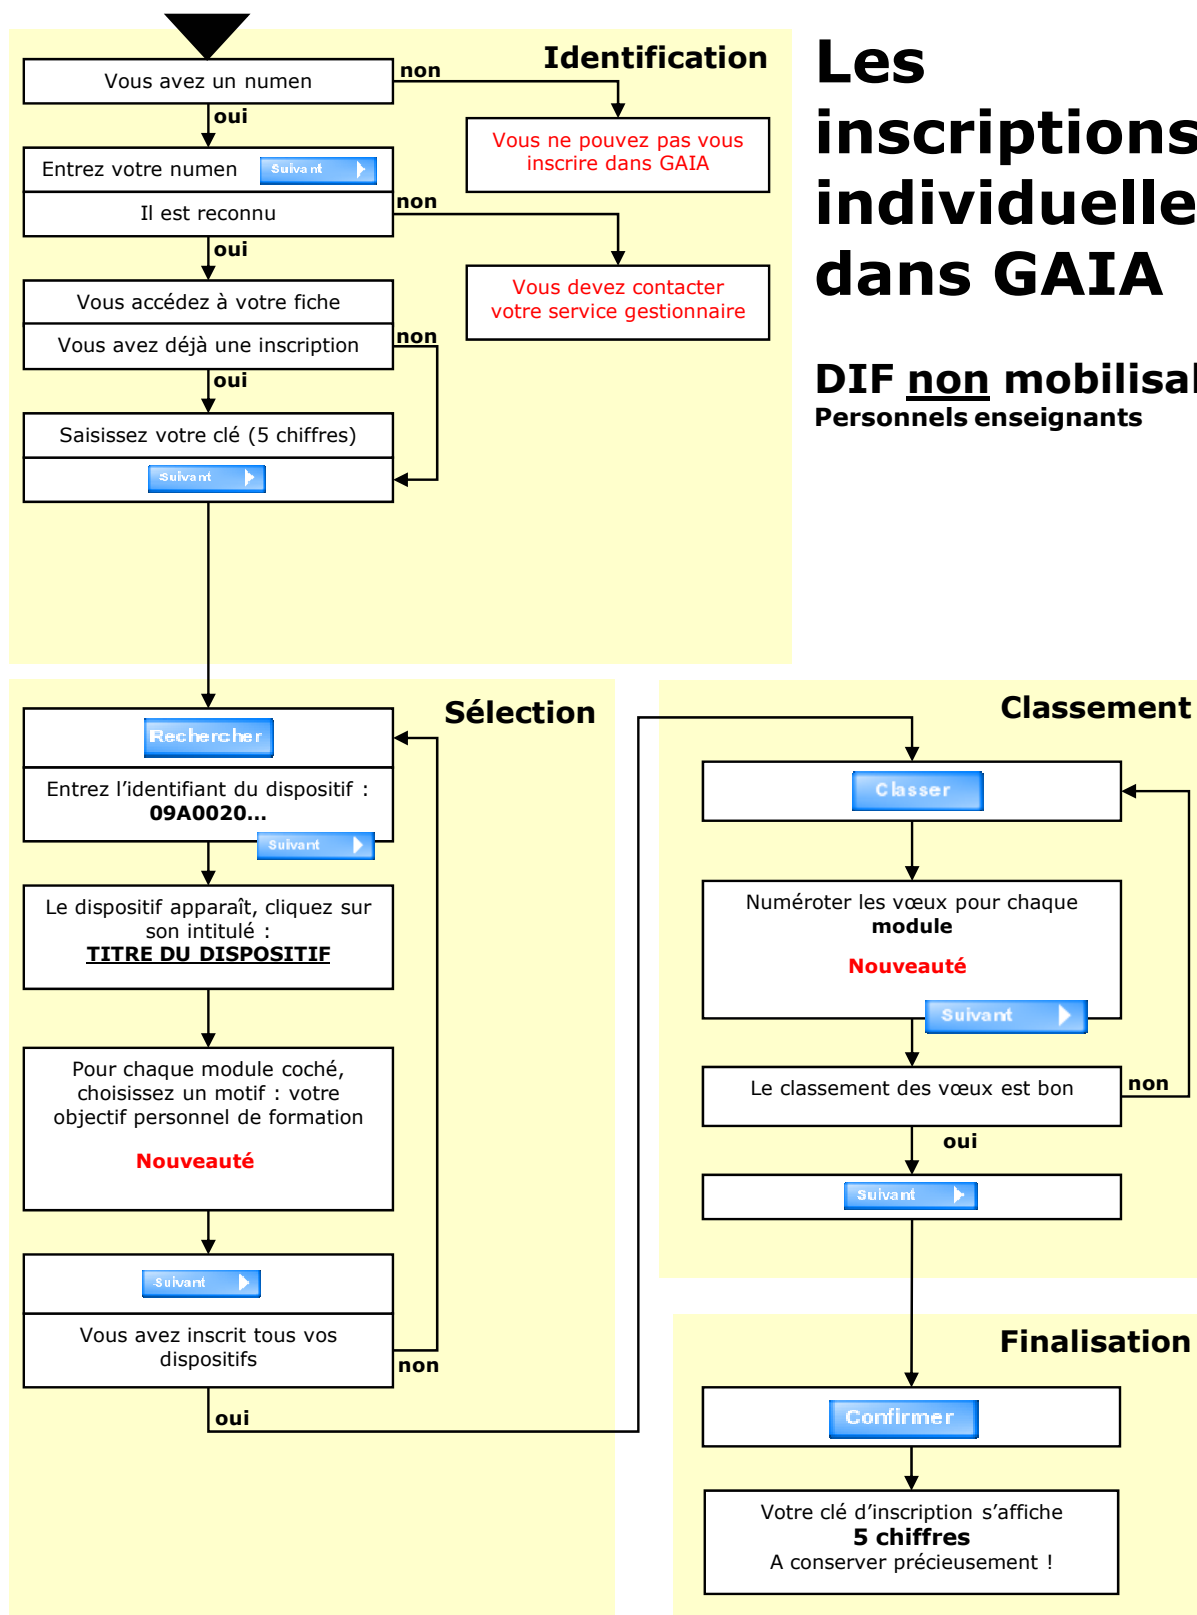 Les
inscriptions
individuelle
dans GAIA
DIF non mobilisal
Personnels enseignants
Identification
Vous avez un numen
non
oui
Vous ne pouvez pas vous
inscrire dans GAIA
Entrez votre numen
Suivant
Il est reconnu
non
oui
Vous devez contacter
votre service gestionnaire
Vous accédez à votre fiche
Vous avez déjà une inscription
non
oui
Saisissez votre clé (5 chiffres)
Suivant
Sélection
Rechercher
Entrez l'identifiant du dispositif :
09A0020...
Suivant
Le dispositif apparaît, cliquez sur
son intitulé :
TITRE DU DISPOSITIF
Pour chaque module coché,
choisissez un motif : votre
objectif personnel de formation
Nouveauté
Suivant
Vous avez inscrit tous vos
dispositifs
non
oui
Classement
Classer
Numéroter les vœux pour chaque
module
Nouveauté
Suivant
Le classement des vœux est bon
non
oui
Suivant
Finalisation
Confirmer
Votre clé d'inscription s'affiche
5 chiffres
A conserver précieusement !